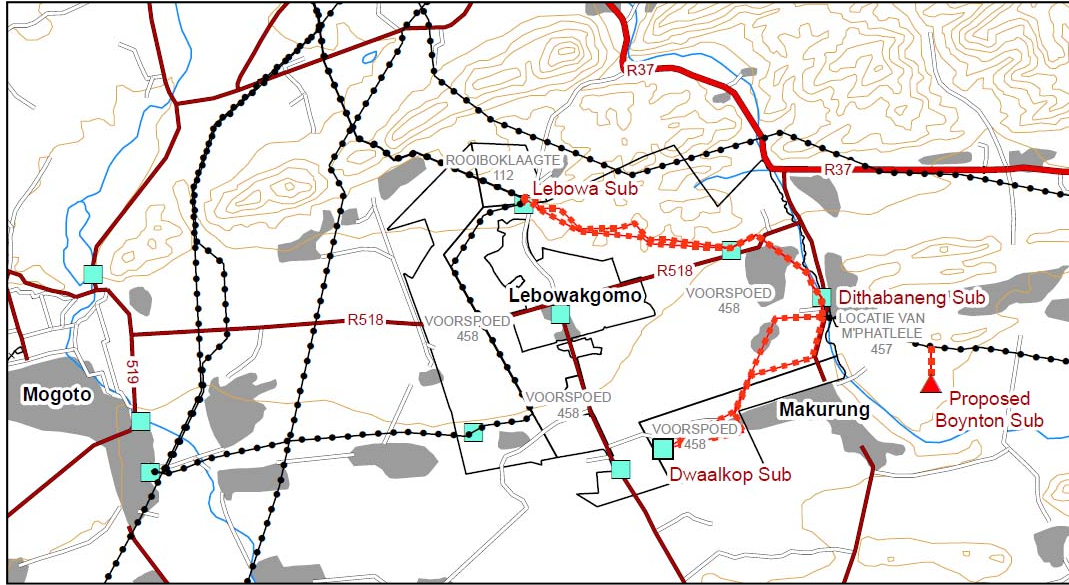 R37
ROOIBOKLAAGTE
112
Lebowa Sub
R37
R518
Lebowakgomo
VOORSPOED
458
Dithabaneng Sub
LOCATIE VAN
M'PHATLELE
457
R518
VOORSPOED
458
519
Mogoto
VOORSPOED
458
Makurung
Proposed
Boynton Sub
VOORSPOED
458
Dwaalkop Sub